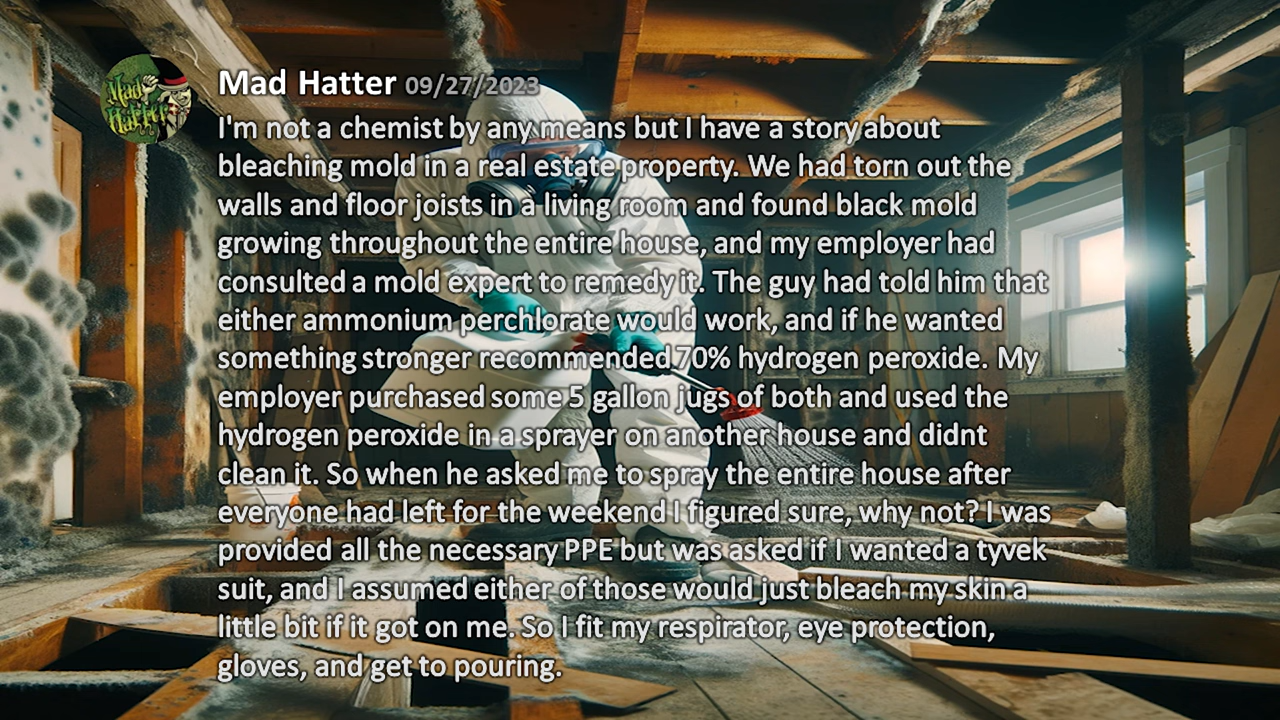 Mad Hatter
Mad Hatter 09/27/2023
I'm not a chemist by any means but I have a story about
bleaching mold in a real estate property. We had torn out the
walls and floor joists in a living room and found black mold
growing throughout the entire house, and my employer had
consulted a mold expert to remedy it. The guy had told him that
either ammonium perchlorate would work, and if he wanted
something stronger recommended 70% hydrogen peroxide. My
employer purchased some 5 gallon jugs of both and used the
hydrogen peroxide in a sprayer on another house and didnt
clean it. So when he asked me to spray the entire house after
everyone had left for the weekend I figured sure, why not? I was
provided all the necessary PPE but was asked if I wanted a tyvek
suit, and I assumed either of those would just bleach my skin a
little bit if it got on me. So I fit my respirator, eye protection,
gloves, and get to pouring.